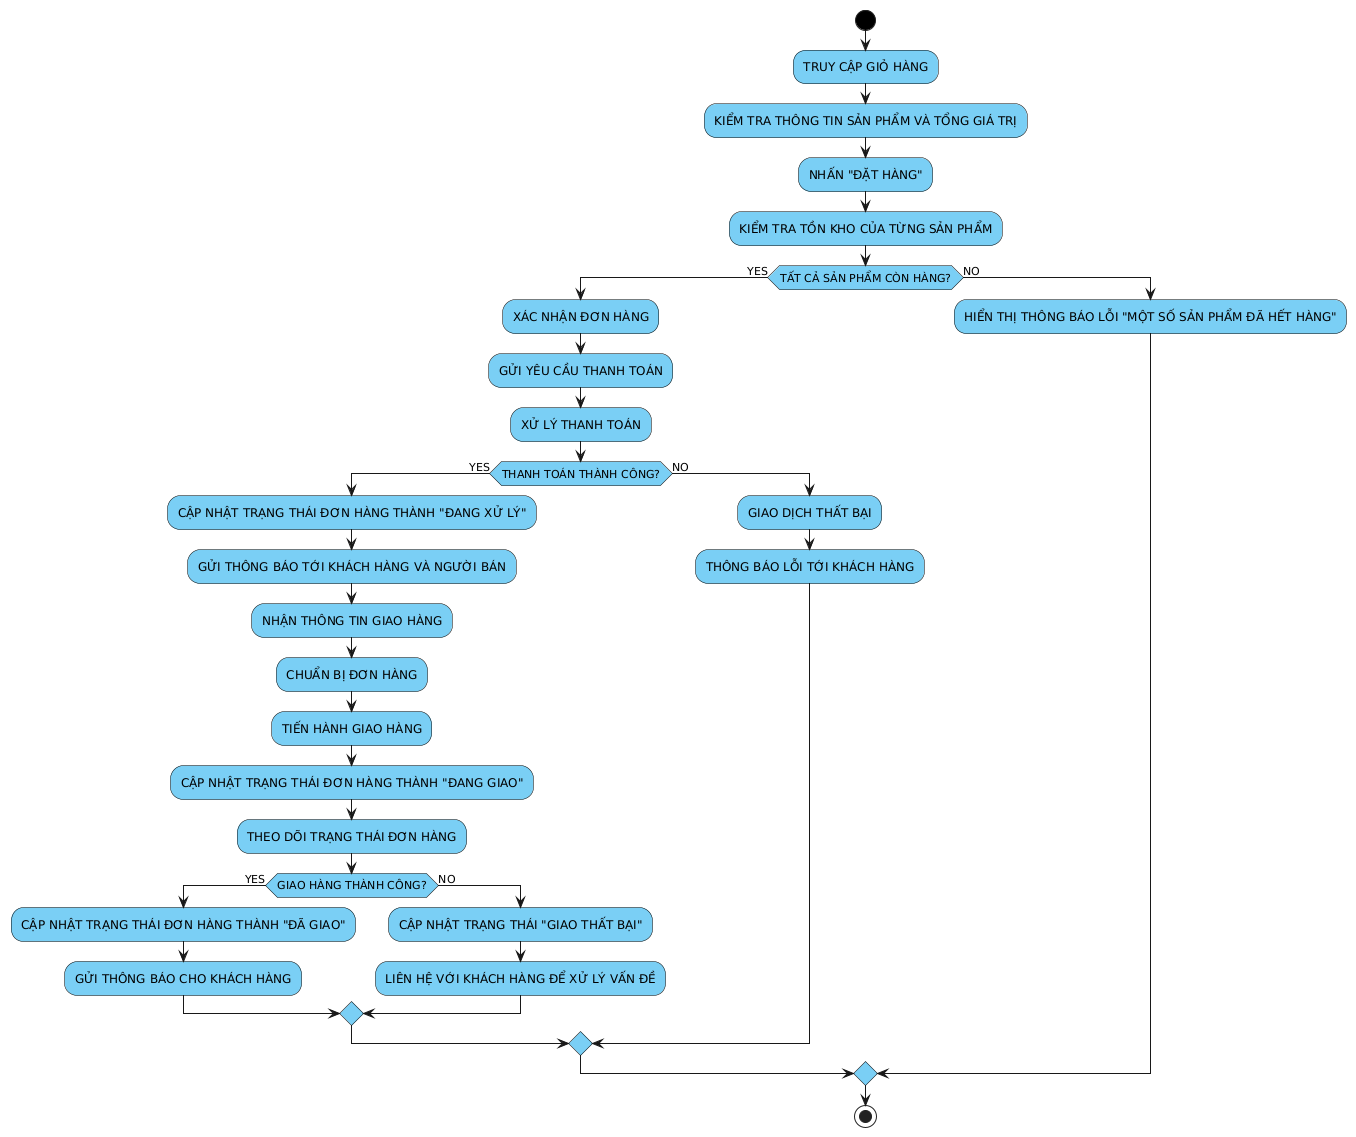 TRUY CẬP GIỎ HÀNG
KIỂM TRA THÔNG TIN SẢN PHẨM VÀ TỔNG GIÁ TRỊ
NHẤN "ĐẶT HÀNG"
KIỂM TRA TỒN KHO CỦA TỪNG SẢN PHẨM
YES
TẤT CẢ SẢN PHẨM CÒN HÀNG?
NO
XÁC NHẬN ĐƠN HÀNG
HIỂN THỊ THÔNG BÁO LỖI "MỘT SỐ SẢN PHẨM ĐÃ HẾT HÀNG"
GỬI YÊU CẦU THANH TOÁN
XỬ LÝ THANH TOÁN
YES
THANH TOÁN THÀNH CÔNG?
NO
CẬP NHẬT TRẠNG THÁI ĐƠN HÀNG THÀNH "ĐANG XỬ LÝ"
GIAO DỊCH THẤT BẠI
GỬI THÔNG BÁO TỚI KHÁCH HÀNG VÀ NGƯỜI BÁN
THÔNG BÁO LỖI TỚI KHÁCH HÀNG
NHẬN THÔNG TIN GIAO HÀNG
CHUẨN BỊ ĐƠN HÀNG
TIẾN HÀNH GIAO HÀNG
CẬP NHẬT TRẠNG THÁI ĐƠN HÀNG THÀNH "ĐANG GIAO"
THEO DÕI TRẠNG THÁI ĐƠN HÀNG
YES
GIAO HÀNG THÀNH CÔNG?
NO
CẬP NHẬT TRẠNG THÁI ĐƠN HÀNG THÀNH "ĐÃ GIAO"
CẬP NHẬT TRẠNG THÁI "GIAO THẤT BẠI"
GỬI THÔNG BÁO CHO KHÁCH HÀNG
LIÊN HỆ VỚI KHÁCH HÀNG ĐỂ XỬ LÝ VẤN ĐỀ